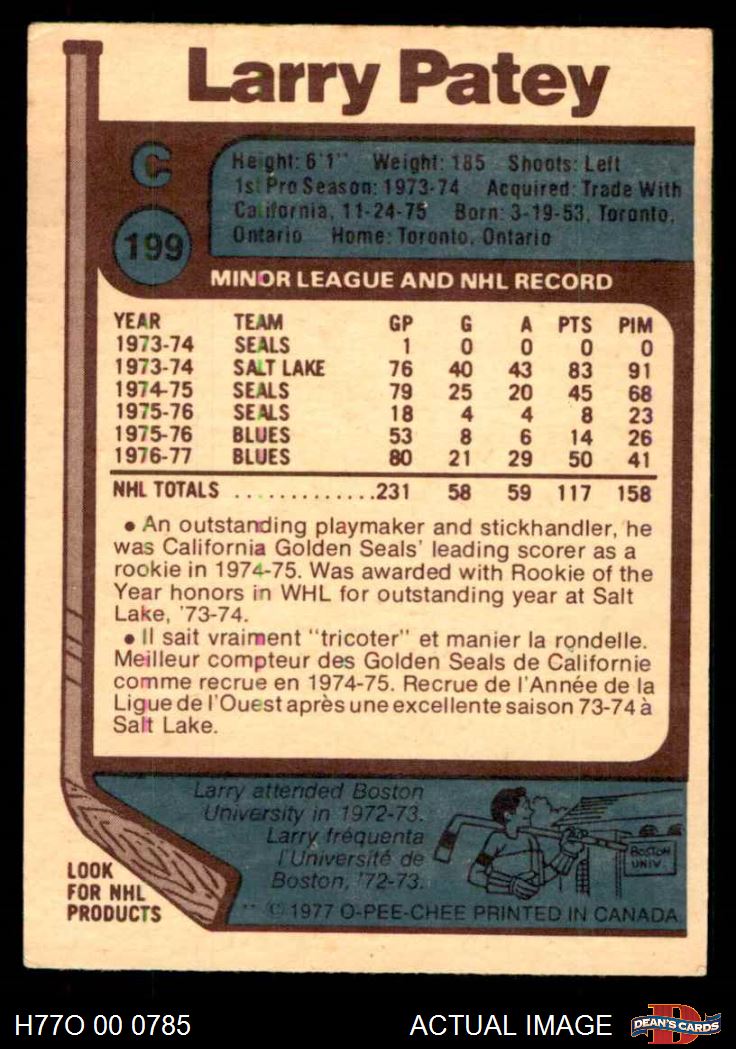 Larry Patey
C
199
Height: 6'1" Weight: 185 Shoots: Left
1st Pro Season: 1973-74 Acquired: Trade With
California, 11-24-75 Born: 3-19-53, Toronto,
Ontario Home: Toronto, Ontario
MINOR LEAGUE AND NHL RECORD
YEAR TEAM GP G A PTS PIM
1973-74 SEALS 1 0 0 0 0
1973-74 SALT LAKE 76 40 43 83 91
1974-75 SEALS 79 25 20 45 68
1975-76 SEALS 18 4 4 8 23
1975-76 BLUES 53 8 6 14 26
1976-77 BLUES 80 21 29 50 41
NHL TOTALS .............231 58 59 117 158
• An outstanding playmaker and stickhandler, he
was California Golden Seals' leading scorer as a
rookie in 1974-75. Was awarded with Rookie of the
Year honors in WHL for outstanding year at Salt
Lake, '73-74.
• Il sait vraiment "tricoter" et manier la rondelle.
Meilleur compteur des Golden Seals de Californie
comme recrue en 1974-75. Recrue de l'Année de la
Ligue de l'Ouest après une excellente saison 73-74 à
Salt Lake.
Larry attended Boston
University in 1972-73.
Larry fréquenta
l'Université de
Boston, '72-73.
BOSTON
UNIV.
LOOK
FOR NHL
PRODUCTS
** © 1977 O-PEE-CHEE PRINTED IN CANADA
H77O 00 0785
ACTUAL IMAGE
D
DEAN'S CARDS